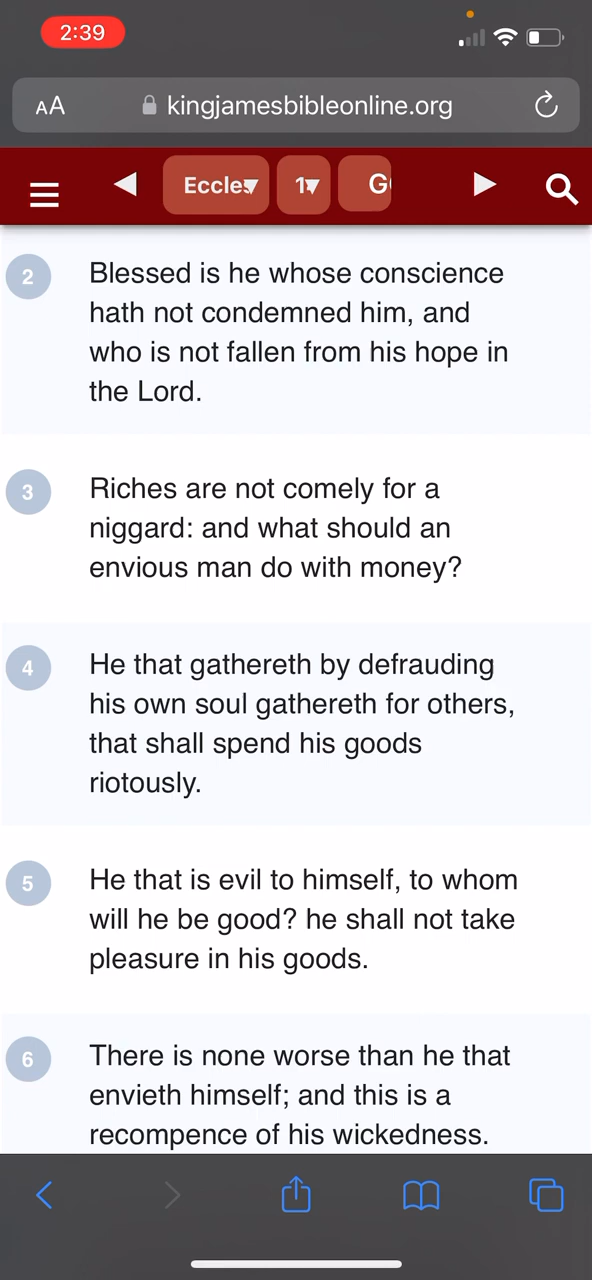 2:39
AA
kingjamesbibleonline.org
Eccles
1
G
2
Blessed is he whose conscience
hath not condemned him, and
who is not fallen from his hope in
the Lord.
3
Riches are not comely for a
niggard: and what should an
envious man do with money?
4
He that gathereth by defrauding
his own soul gathereth for others,
that shall spend his goods
riotously.
5
He that is evil to himself, to whom
will he be good? he shall not take
pleasure in his goods.
6
There is none worse than he that
envieth himself; and this is a
recompence of his wickedness.